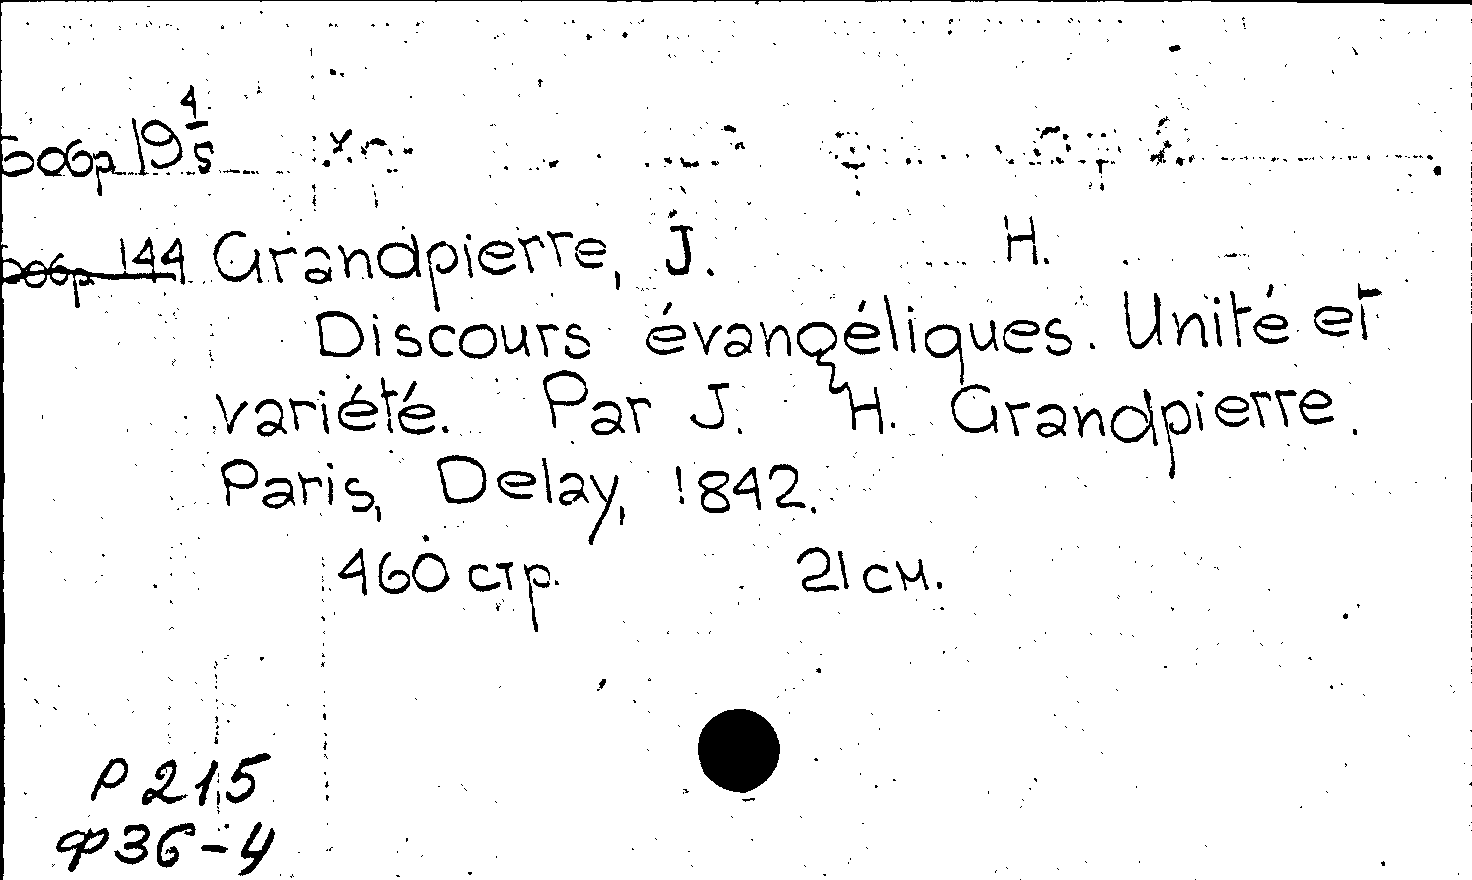 Бобр 19 4/5
Бобр 144 Grandpierre, J. H.
Discours évangéliques. Unité et
variété. Par J. H. Grandpierre.
Paris, Delay, 1842.
460 стр. 21 см.
Р 215
Ф36-4